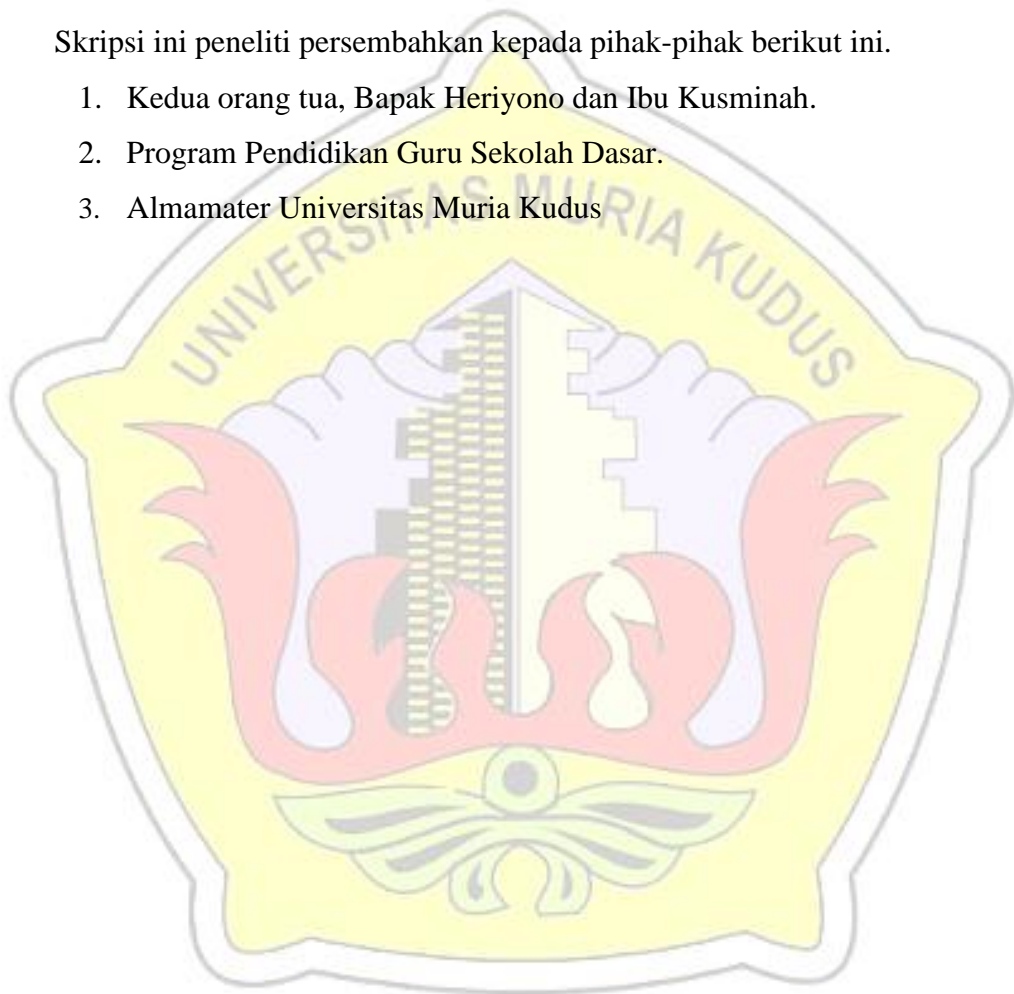 Skripsi ini peneliti persembahkan kepada pihak-pihak berikut ini.
1. Kedua orang tua, Bapak Heriyono dan Ibu Kusminah.
2. Program Pendidikan Guru Sekolah Dasar.
3. Almamater Universitas Muria Kudus
UNIVERSITAS MURIA KUDUS